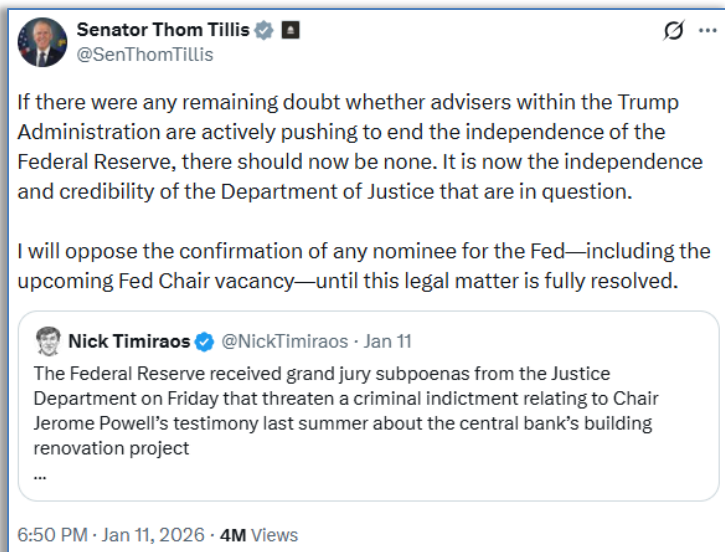 Senator Thom Tillis
@SenThomTillis
If there were any remaining doubt whether advisers within the Trump
Administration are actively pushing to end the independence of the
Federal Reserve, there should now be none. It is now the independence
and credibility of the Department of Justice that are in question.
I will oppose the confirmation of any nominee for the Fed—including the
upcoming Fed Chair vacancy—until this legal matter is fully resolved.
Nick Timiraos @NickTimiraos · Jan 11
The Federal Reserve received grand jury subpoenas from the Justice
Department on Friday that threaten a criminal indictment relating to Chair
Jerome Powell’s testimony last summer about the central bank’s building
renovation project
...
6:50 PM · Jan 11, 2026 · 4M Views